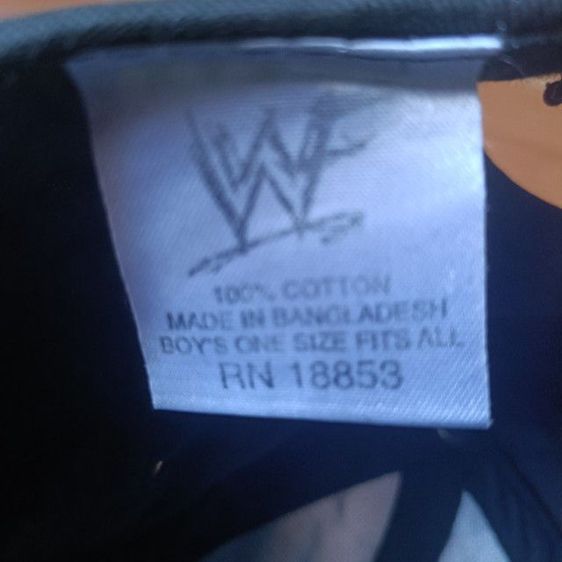 W
100% COTTON
MADE IN BANGLADESH
BOY'S ONE SIZE FITS ALL
RN 18853